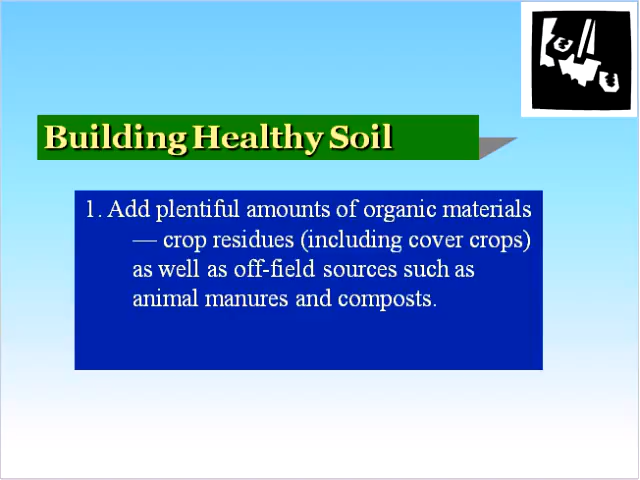 Building Healthy Soil
1. Add plentiful amounts of organic materials
— crop residues (including cover crops)
as well as off-field sources such as
animal manures and composts.